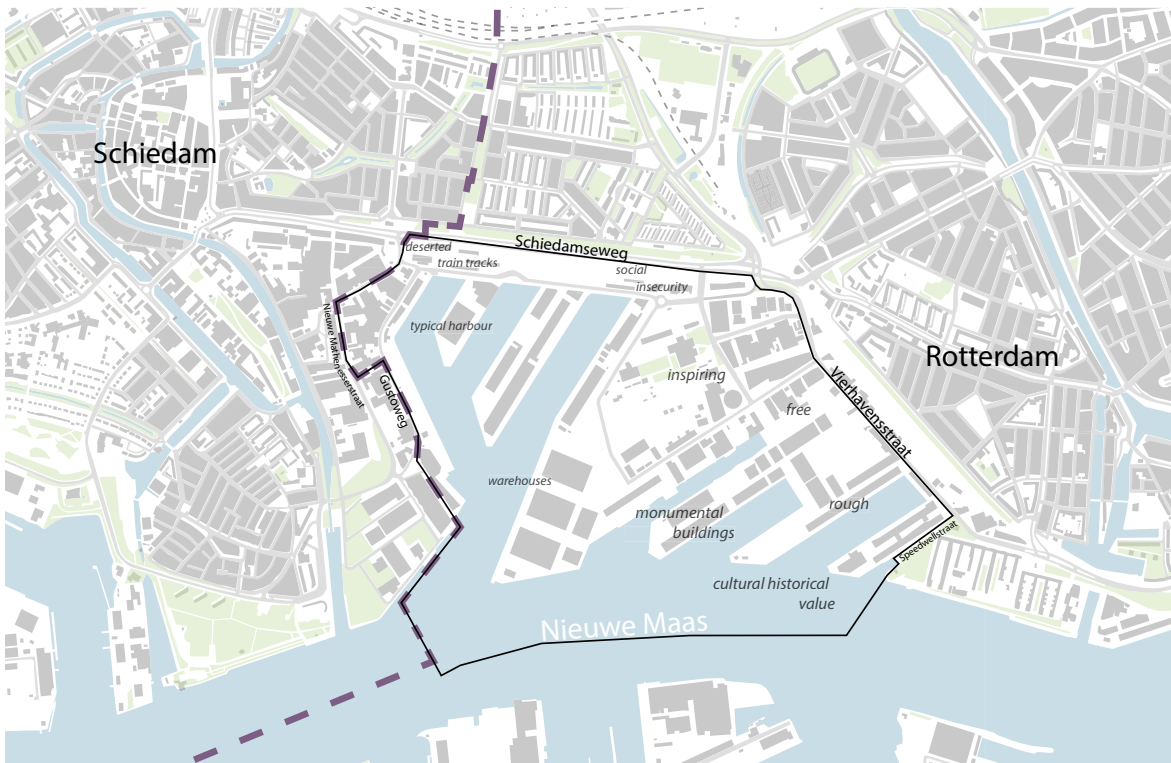 Schiedam
Schiedamseweg
deserted
train tracks
social
insecurity
Nieuwe Mathenesserstraat
typical harbour
Rotterdam
inspiring
Gustoweg
free
Vierhavensstraat
warehouses
monumental
buildings
rough
Speedwellstraat
cultural historical
value
Nieuwe Maas